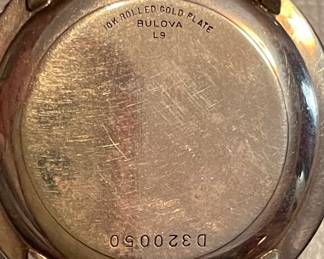 10K ROLLED GOLD PLATE
BULOVA
L9
D320050